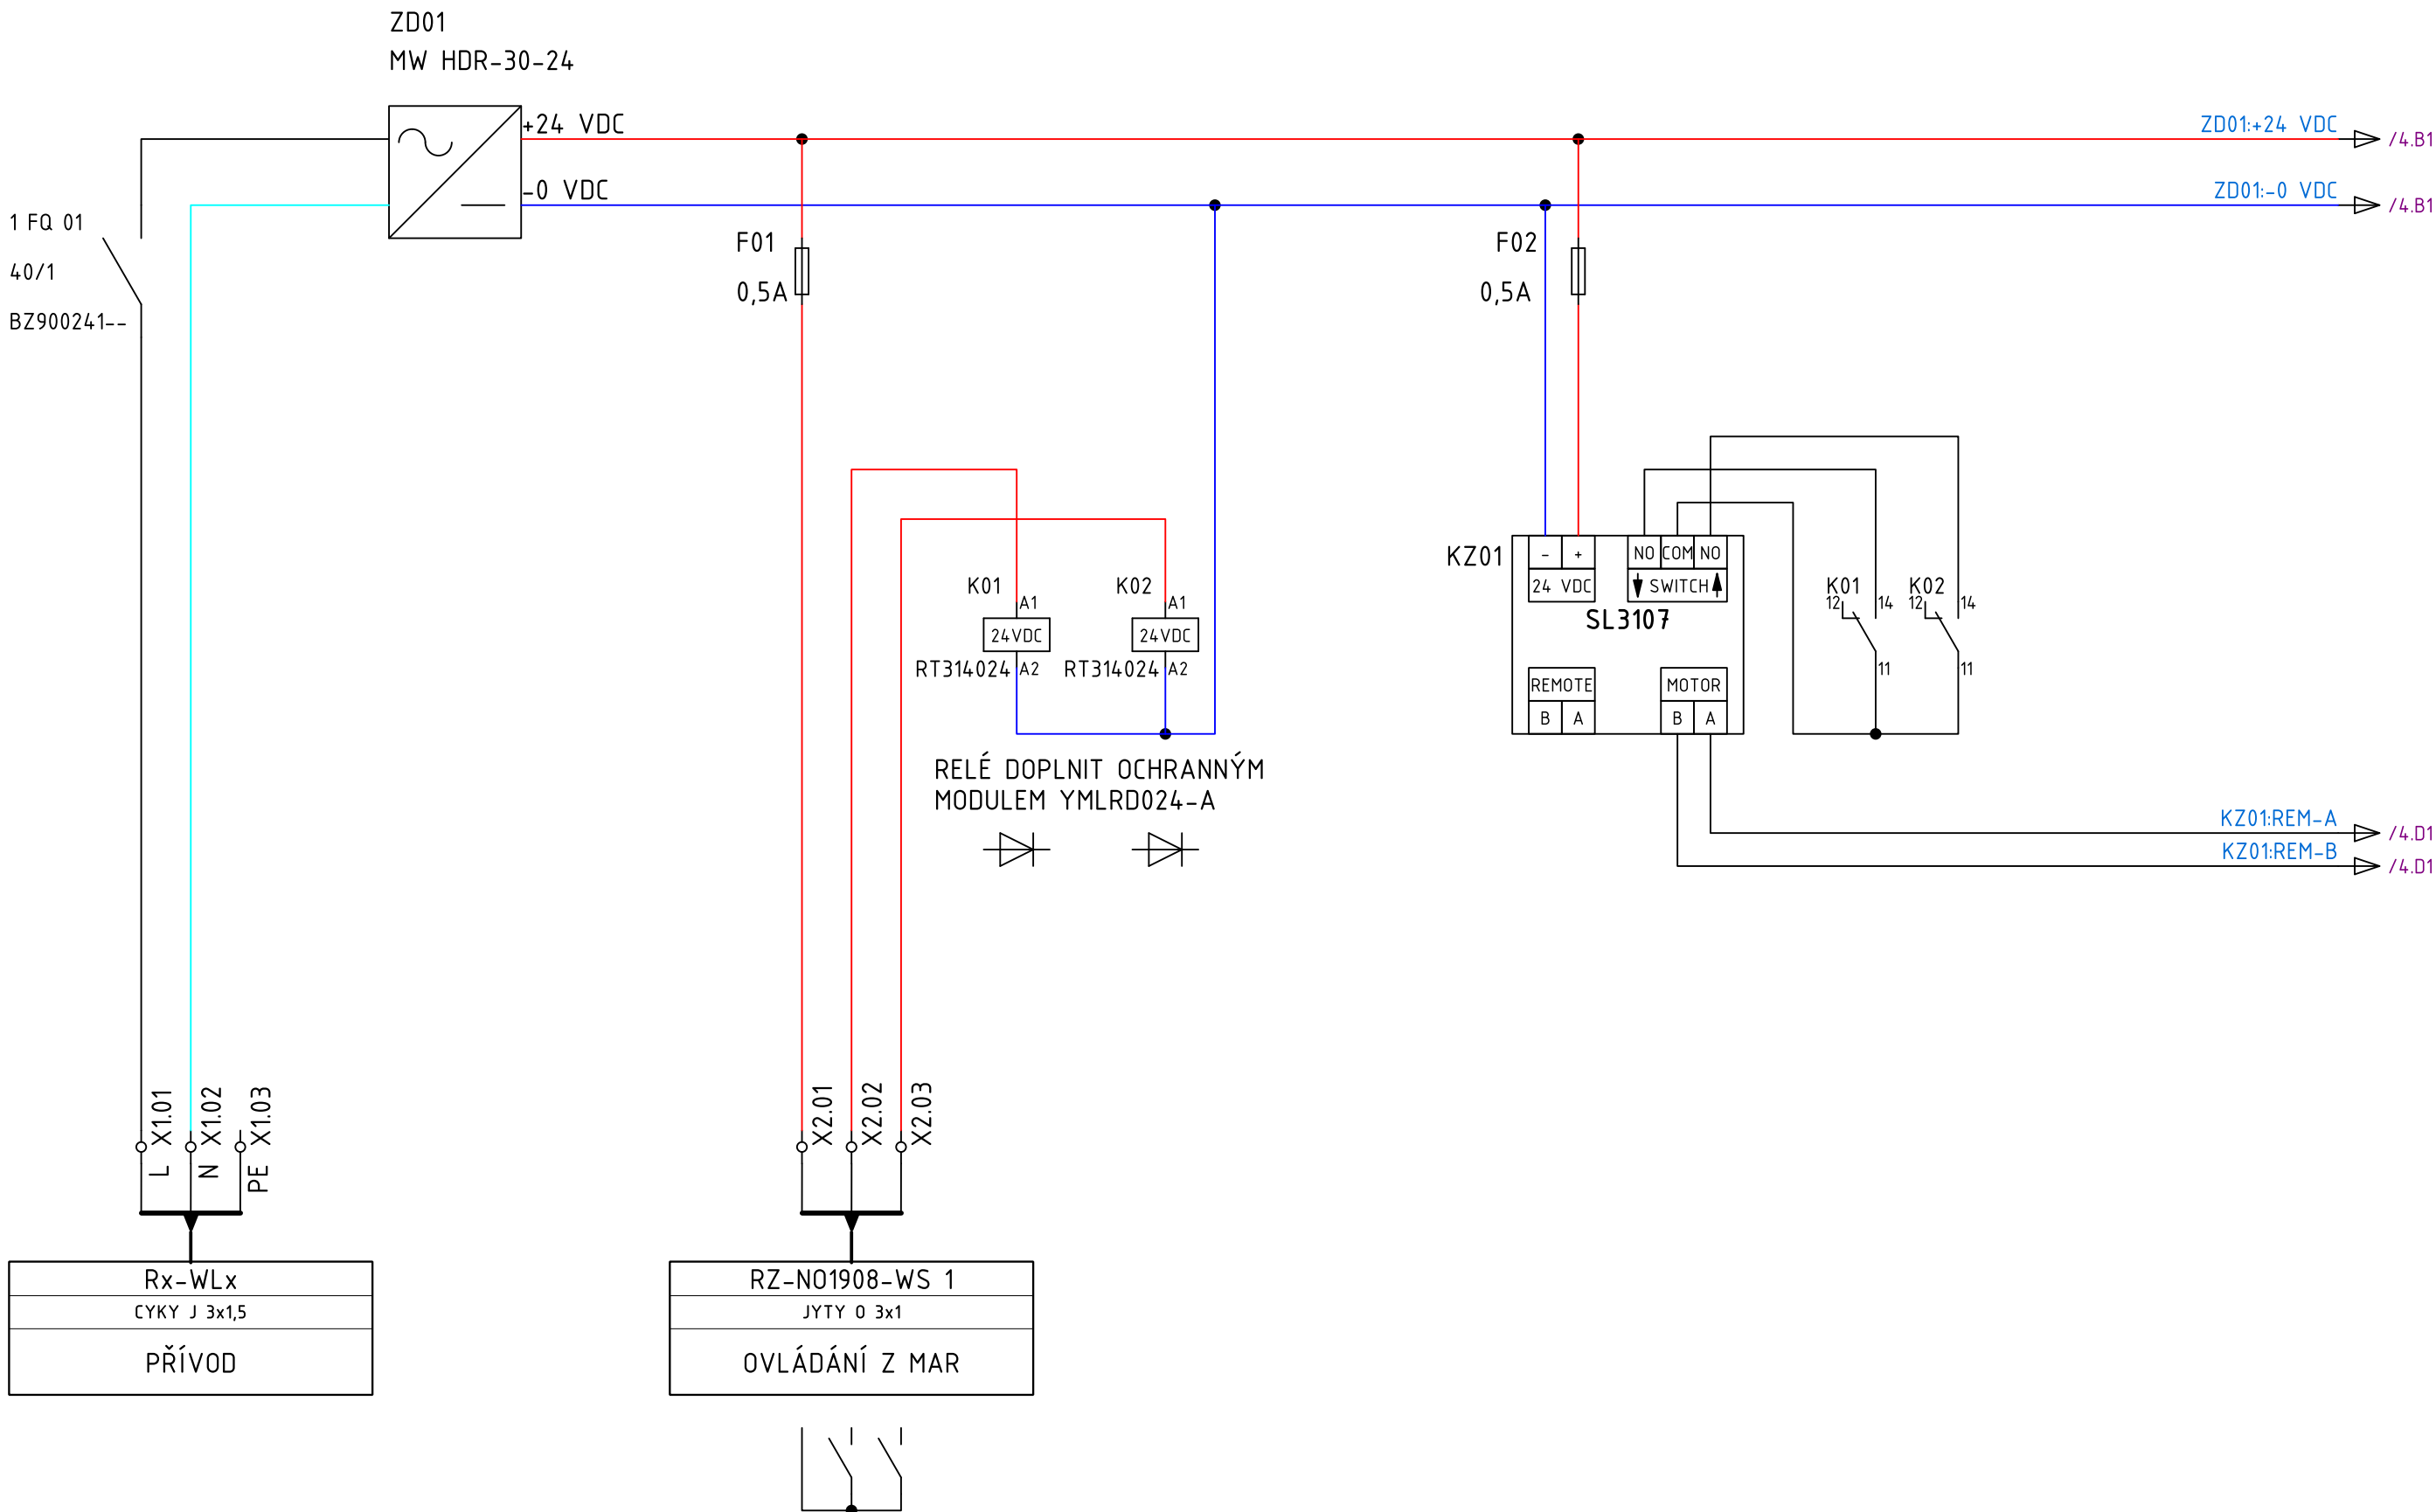 ZD01
MW HDR-30-24
+24 VDC
-0 VDC
ZD01:+24 VDC
/4.B1
ZD01:-0 VDC
/4.B1
1 FQ 01
40/1
BZ900241--
F01
0,5A
F02
0,5A
K01
A1
24VDC
RT314024
A2
K02
A1
24VDC
RT314024
A2
RELÉ DOPLNIT OCHRANNÝM
MODULEM YMLRD024-A
KZ01
- + NO COM NO
24 VDC SWITCH
SL3107
REMOTE MOTOR
B A B A
K01
12 14
11
K02
12 14
11
KZ01:REM-A
/4.D1
KZ01:REM-B
/4.D1
X1.01
X1.02
X1.03
L
N
PE
X2.01
X2.02
X2.03
Rx-WLx
CYKY J 3x1,5
PŘÍVOD
RZ-NO1908-WS 1
JYTY O 3x1
OVLÁDÁNÍ Z MAR